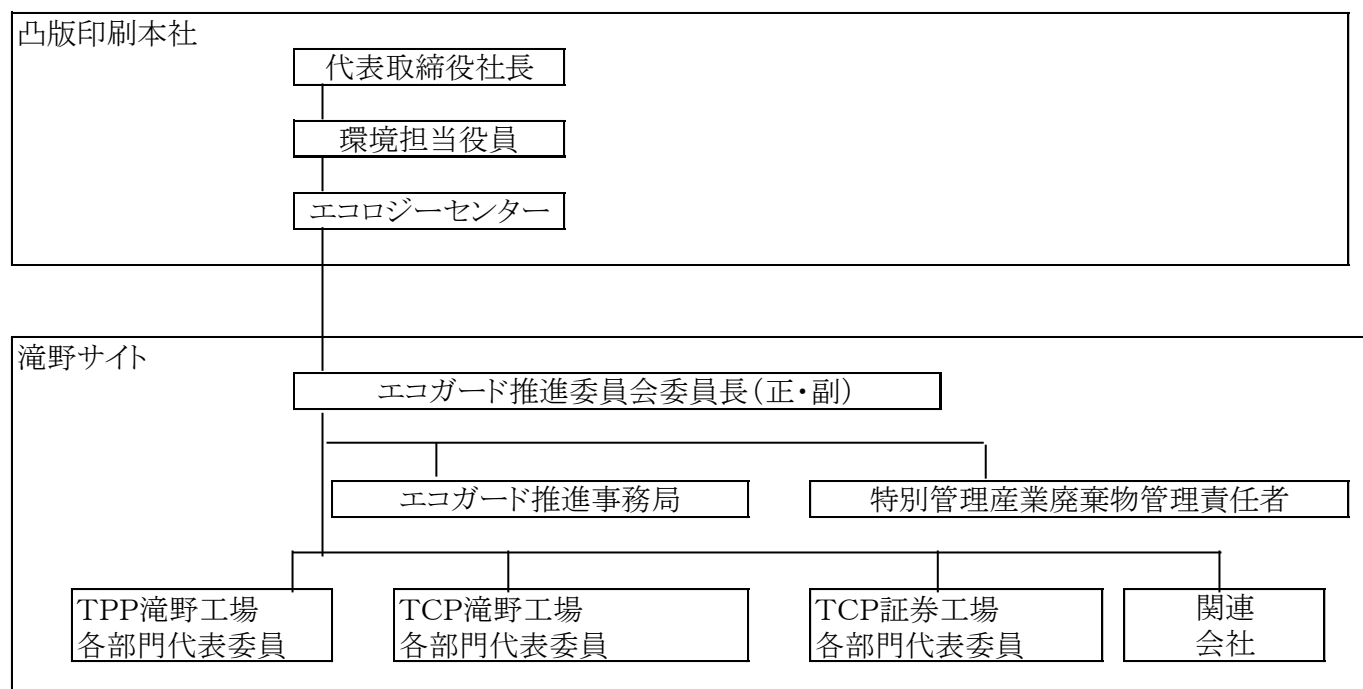 凸版印刷本社
代表取締役社長
環境担当役員
エコロジーセンター
滝野サイト
エコガード推進委員会委員長(正・副)
エコガード推進事務局
特別管理産業廃棄物管理責任者
TPP滝野工場
各部門代表委員
TCP滝野工場
各部門代表委員
TCP証券工場
各部門代表委員
関連
会社